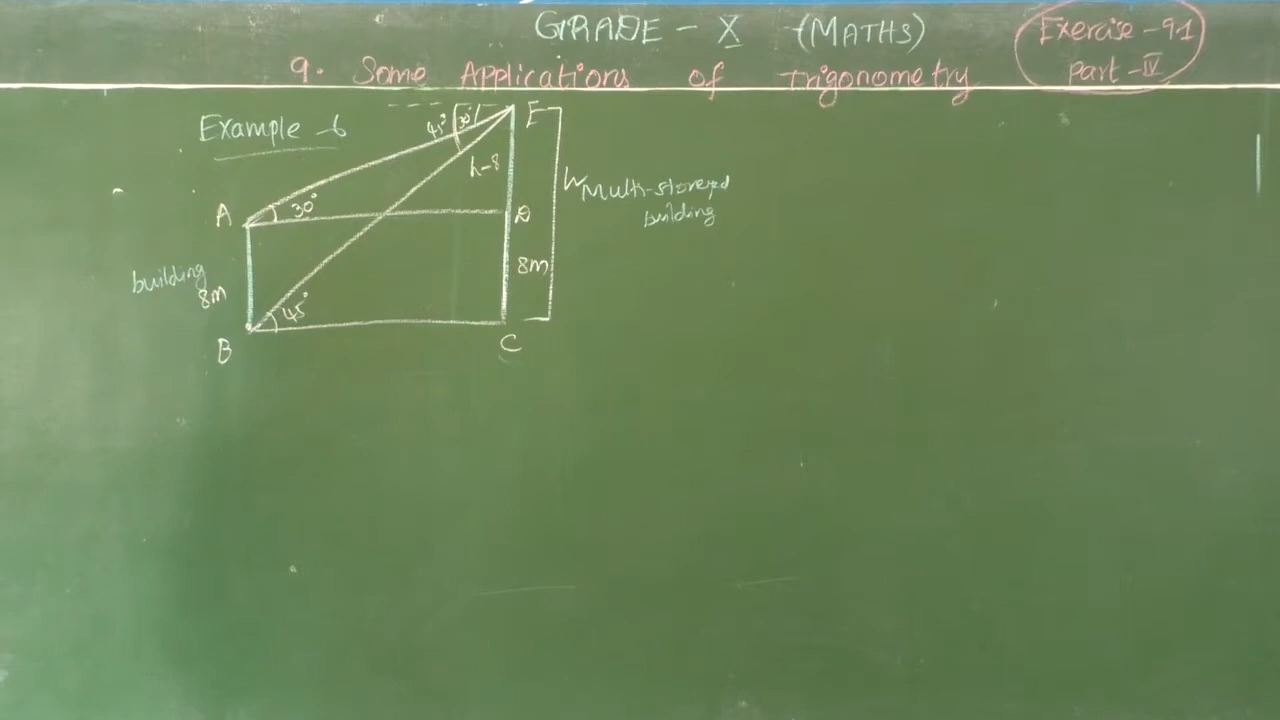 GRADE - X (MATHS)
Exercise - 9.1
part - IV
9. Some Applications of Trigonometry
Example - 6
45° 30° E
h-8
h Multi-storeyed
building
A 30° D
building
8m
8m
45°
B C